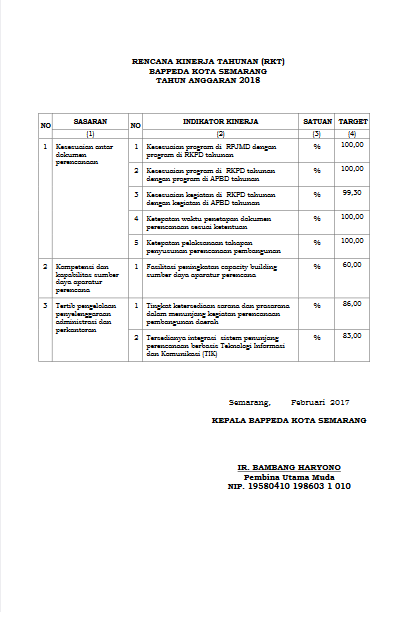 RENCANA KINERJA TAHUNAN (RKT)
BAPPEDA KOTA SEMARANG
TAHUN ANGGARAN 2018
NO SASARAN NO INDIKATOR KINERJA SATUAN TARGET
(1) (2) (3) (4)
1 Kesesuaian antar dokumen perencanaan 1 Kesesuaian program di RPJMD dengan program di RKPD tahunan % 100,00
2 Kesesuaian program di RKPD tahunan dengan program di APBD tahunan % 100,00
3 Kesesuaian kegiatan di RKPD tahunan dengan kegiatan di APBD tahunan % 99,30
4 Ketepatan waktu penetapan dokumen perencanaan sesuai ketentuan % 100,00
5 Ketepatan pelaksanaan tahapan penyusunan perencanaan pembangunan % 100,00
2 Kompetensi dan kapabilitas sumber daya aparatur perencana 1 Fasilitasi peningkatan capacity building sumber daya aparatur perencana % 60,00
3 Tertib pengelolaan penyelenggaraan administrasi dan perkantoran 1 Tingkat ketersediaan sarana dan prasarana dalam menunjang kegiatan perencanaan pembangunan daerah % 86,00
2 Tersedianya integrasi sistem penunjang perencanaan berbasis Teknologi Informasi dan Komunikasi (TIK) % 83,00
Semarang, Februari 2017
KEPALA BAPPEDA KOTA SEMARANG
IR. BAMBANG HARYONO
Pembina Utama Muda
NIP. 19580410 198603 1 010